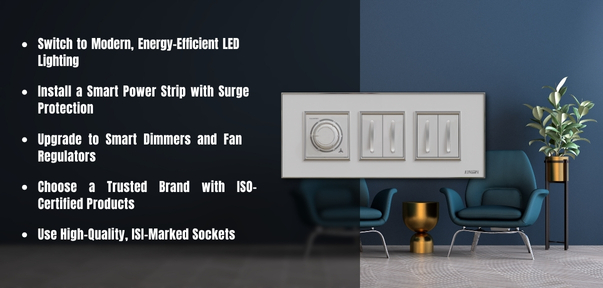 • Switch to Modern, Energy-Efficient LED
Lighting
• Install a Smart Power Strip with Surge
Protection
• Upgrade to Smart Dimmers and Fan
Regulators
• Choose a Trusted Brand with ISO-
Certified Products
• Use High-Quality, ISI-Marked Sockets